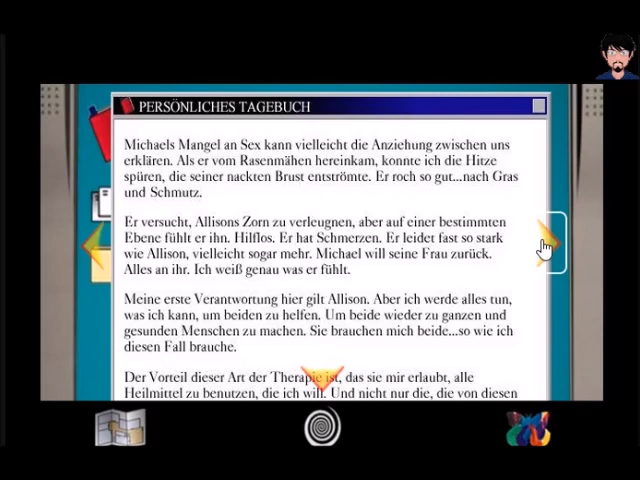 PERSÖNLICHES TAGEBUCH
Michaels Mangel an Sex kann vielleicht die Anziehung zwischen uns
erklären. Als er vom Rasenmähen hereinkam, konnte ich die Hitze
spüren, die seiner nackten Brust entströmte. Er roch so gut...nach Gras
und Schmutz.
Er versucht, Allisons Zorn zu verleugnen, aber auf einer bestimmten
Ebene fühlt er ihn. Hilflos. Er hat Schmerzen. Er leidet fast so stark
wie Allison, vielleicht sogar mehr. Michael will seine Frau zurück.
Alles an ihr. Ich weiß genau was er fühlt.
Meine erste Verantwortung hier gilt Allison. Aber ich werde alles tun,
was ich kann, um beiden zu helfen. Um beide wieder zu ganzen und
gesunden Menschen zu machen. Sie brauchen mich beide...so wie ich
diesen Fall brauche.
Der Vorteil dieser Art der Therapie ist, das sie mir erlaubt, alle
Heilmittel zu benutzen, die ich will. Und nicht nur die, die von diesen